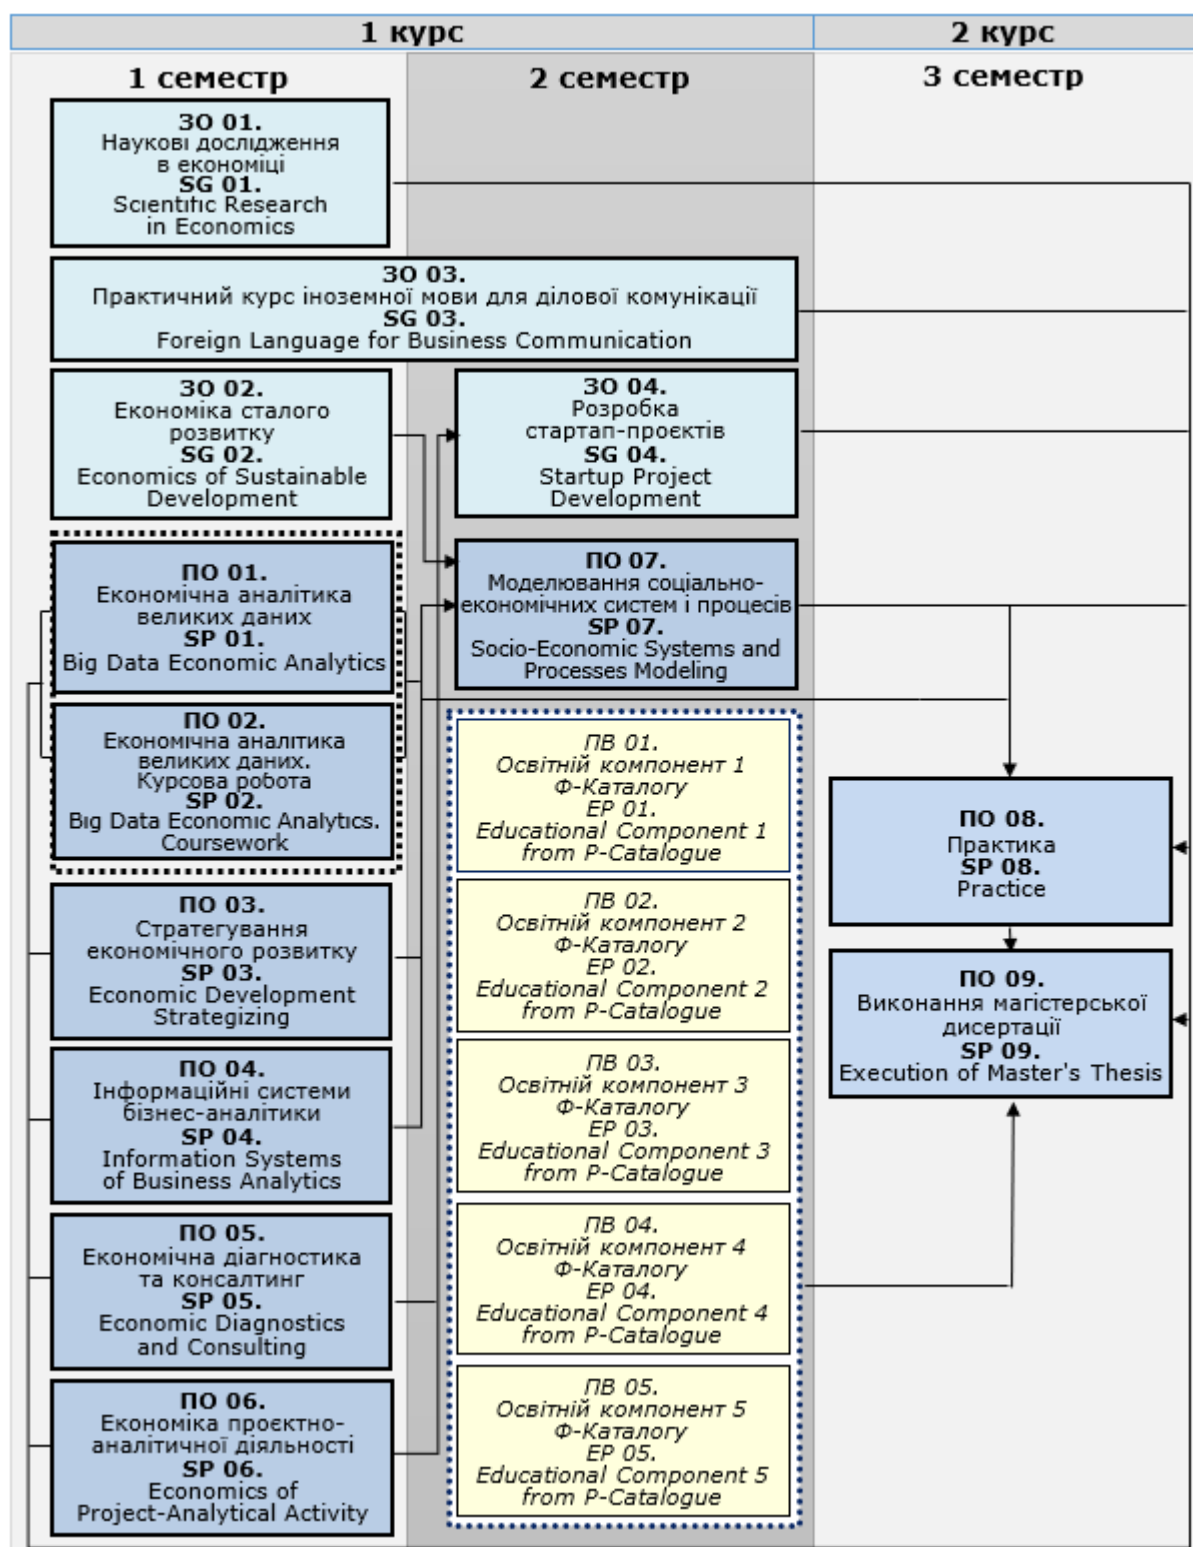 1 курс
2 курс
1 семестр
2 семестр
3 семестр
ЗО 01.
Наукові дослідження
в економіці
SG 01.
Scientific Research
in Economics
ЗО 03.
Практичний курс іноземної мови для ділової комунікації
SG 03.
Foreign Language for Business Communication
ЗО 02.
Економіка сталого
розвитку
SG 02.
Economics of Sustainable
Development
ЗО 04.
Розробка
стартап-проєктів
SG 04.
Startup Project
Development
ПО 01.
Економічна аналітика
великих даних
SP 01.
Big Data Economic Analytics
ПО 07.
Моделювання соціально-
економічних систем і процесів
SP 07.
Socio-Economic Systems and
Processes Modeling
ПО 02.
Економічна аналітика
великих даних.
Курсова робота
SP 02.
Big Data Economic Analytics.
Coursework
ПВ 01.
Освітній компонент 1
Ф-Каталогу
EP 01.
Educational Component 1
from P-Catalogue
ПО 08.
Практика
SP 08.
Practice
ПО 03.
Стратегування
економічного розвитку
SP 03.
Economic Development
Strategizing
ПВ 02.
Освітній компонент 2
Ф-Каталогу
EP 02.
Educational Component 2
from P-Catalogue
ПО 09.
Виконання магістерської
дисертації
SP 09.
Execution of Master's Thesis
ПО 04.
Інформаційні системи
бізнес-аналітики
SP 04.
Information Systems
of Business Analytics
ПВ 03.
Освітній компонент 3
Ф-Каталогу
EP 03.
Educational Component 3
from P-Catalogue
ПО 05.
Економічна діагностика
та консалтинг
SP 05.
Economic Diagnostics
and Consulting
ПВ 04.
Освітній компонент 4
Ф-Каталогу
EP 04.
Educational Component 4
from P-Catalogue
ПО 06.
Економіка проєктно-
аналітичної діяльності
SP 06.
Economics of
Project-Analytical Activity
ПВ 05.
Освітній компонент 5
Ф-Каталогу
EP 05.
Educational Component 5
from P-Catalogue